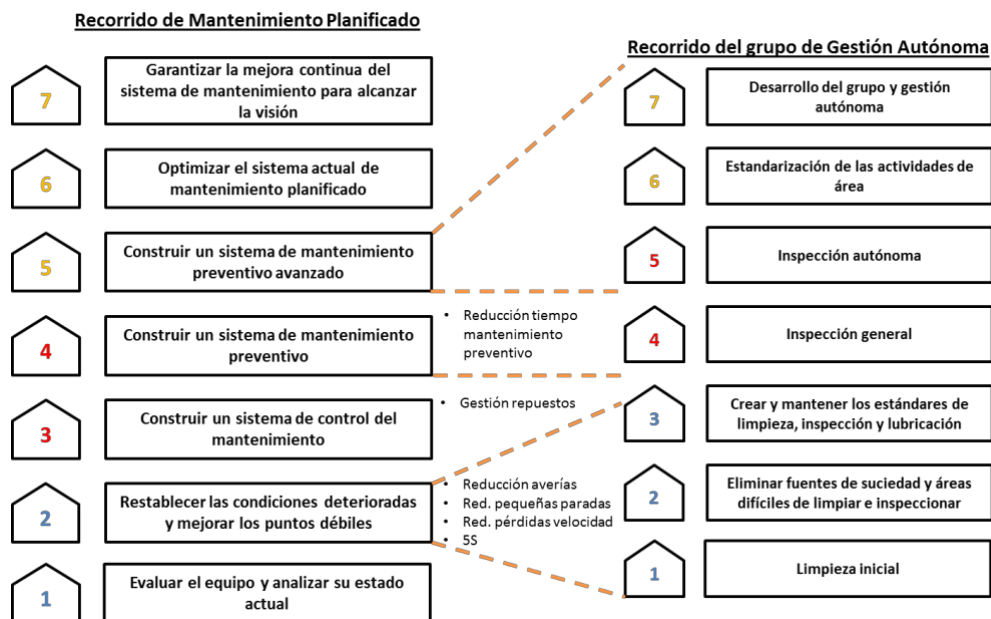 Recorrido de Mantenimiento Planificado
7
Garantizar la mejora continua del
sistema de mantenimiento para alcanzar
la visión
6
Optimizar el sistema actual de
mantenimiento planificado
5
Construir un sistema de mantenimiento
preventivo avanzado
4
Construir un sistema de mantenimiento
preventivo
3
Construir un sistema de control del
mantenimiento
2
Restablecer las condiciones deterioradas
y mejorar los puntos débiles
1
Evaluar el equipo y analizar su estado
actual
• Reducción tiempo
mantenimiento
preventivo
• Gestión repuestos
• Reducción averías
• Red. pequeñas paradas
• Red. pérdidas velocidad
• 5S
Recorrido del grupo de Gestión Autónoma
7
Desarrollo del grupo y gestión
autónoma
6
Estandarización de las actividades de
área
5
Inspección autónoma
4
Inspección general
3
Crear y mantener los estándares de
limpieza, inspección y lubricación
2
Eliminar fuentes de suciedad y áreas
difíciles de limpiar e inspeccionar
1
Limpieza inicial